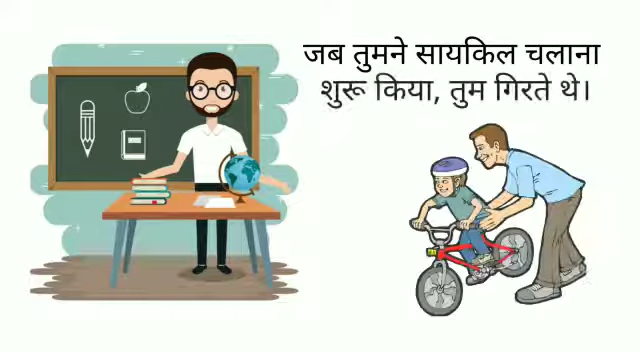 जब तुमने सायकिल चलाना
शुरू किया, तुम गिरते थे।